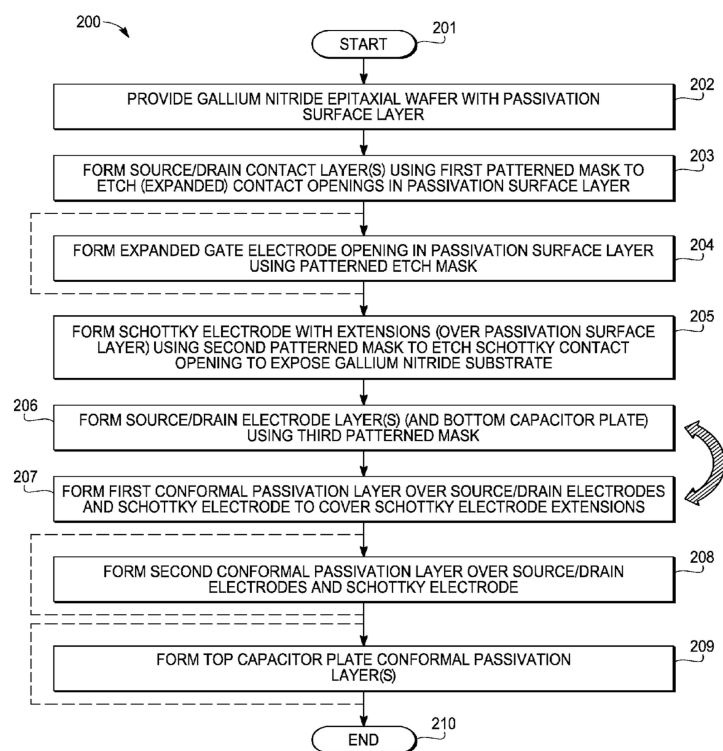 200
START
201
PROVIDE GALLIUM NITRIDE EPITAXIAL WAFER WITH PASSIVATION
SURFACE LAYER
202
FORM SOURCE/DRAIN CONTACT LAYER(S) USING FIRST PATTERNED MASK TO
ETCH (EXPANDED) CONTACT OPENINGS IN PASSIVATION SURFACE LAYER
203
FORM EXPANDED GATE ELECTRODE OPENING IN PASSIVATION SURFACE LAYER
USING PATTERNED ETCH MASK
204
FORM SCHOTTKY ELECTRODE WITH EXTENSIONS (OVER PASSIVATION SURFACE
LAYER) USING SECOND PATTERNED MASK TO ETCH SCHOTTKY CONTACT
OPENING TO EXPOSE GALLIUM NITRIDE SUBSTRATE
205
206
FORM SOURCE/DRAIN ELECTRODE LAYER(S) (AND BOTTOM CAPACITOR PLATE)
USING THIRD PATTERNED MASK
207
FORM FIRST CONFORMAL PASSIVATION LAYER OVER SOURCE/DRAIN ELECTRODES
AND SCHOTTKY ELECTRODE TO COVER SCHOTTKY ELECTRODE EXTENSIONS
FORM SECOND CONFORMAL PASSIVATION LAYER OVER SOURCE/DRAIN
ELECTRODES AND SCHOTTKY ELECTRODE
208
FORM TOP CAPACITOR PLATE CONFORMAL PASSIVATION
LAYER(S)
209
END
210